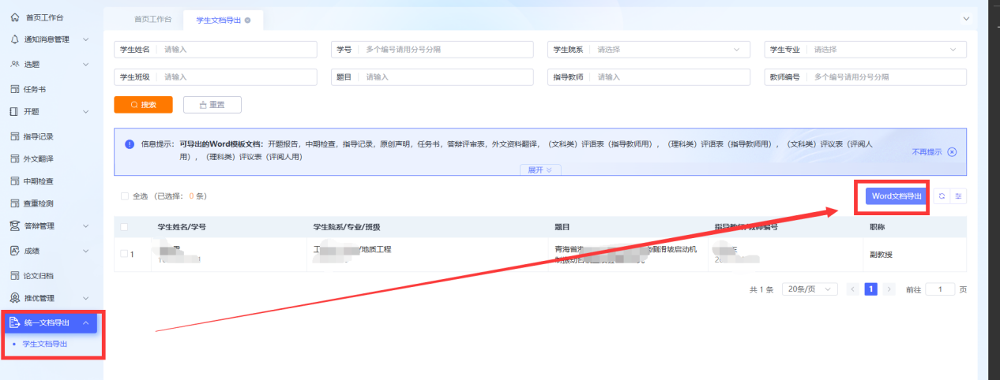 首页工作台
通知消息管理
选题
任务书
开题
指导记录
外文翻译
中期检查
查重检测
答辩管理
成绩
论文归档
推优管理
统一文档导出
学生文档导出
首页工作台 学生文档导出
学生姓名 请输入 学号 多个编号请用分号分隔 学生院系 请选择 学生专业 请选择
学生班级 请输入 题目 请输入 指导教师 请输入 教师编号 多个编号请用分号分隔
搜索 重置
信息提示: 可导出的Word模板文档: 开题报告, 中期检查, 指导记录, 原创声明, 任务书, 答辩评审表, 外文资料翻译, (文科类) 评语表 (指导教师用) , (理科类) 评语表 (指导教师用) , (文科类) 评议表 (评阅人
用) , (理科类) 评议表 (评阅人用)
不再提示
展开
全选 (已选择: 0 条) Word文档导出
学生姓名/学号 学生院系/专业/班级 题目 指导教师/教师编号 职称
1 /地质工程 青海省 侧滑坡启动机 副教授
共 1 条 20条/页 < 1 > 前往 1 页